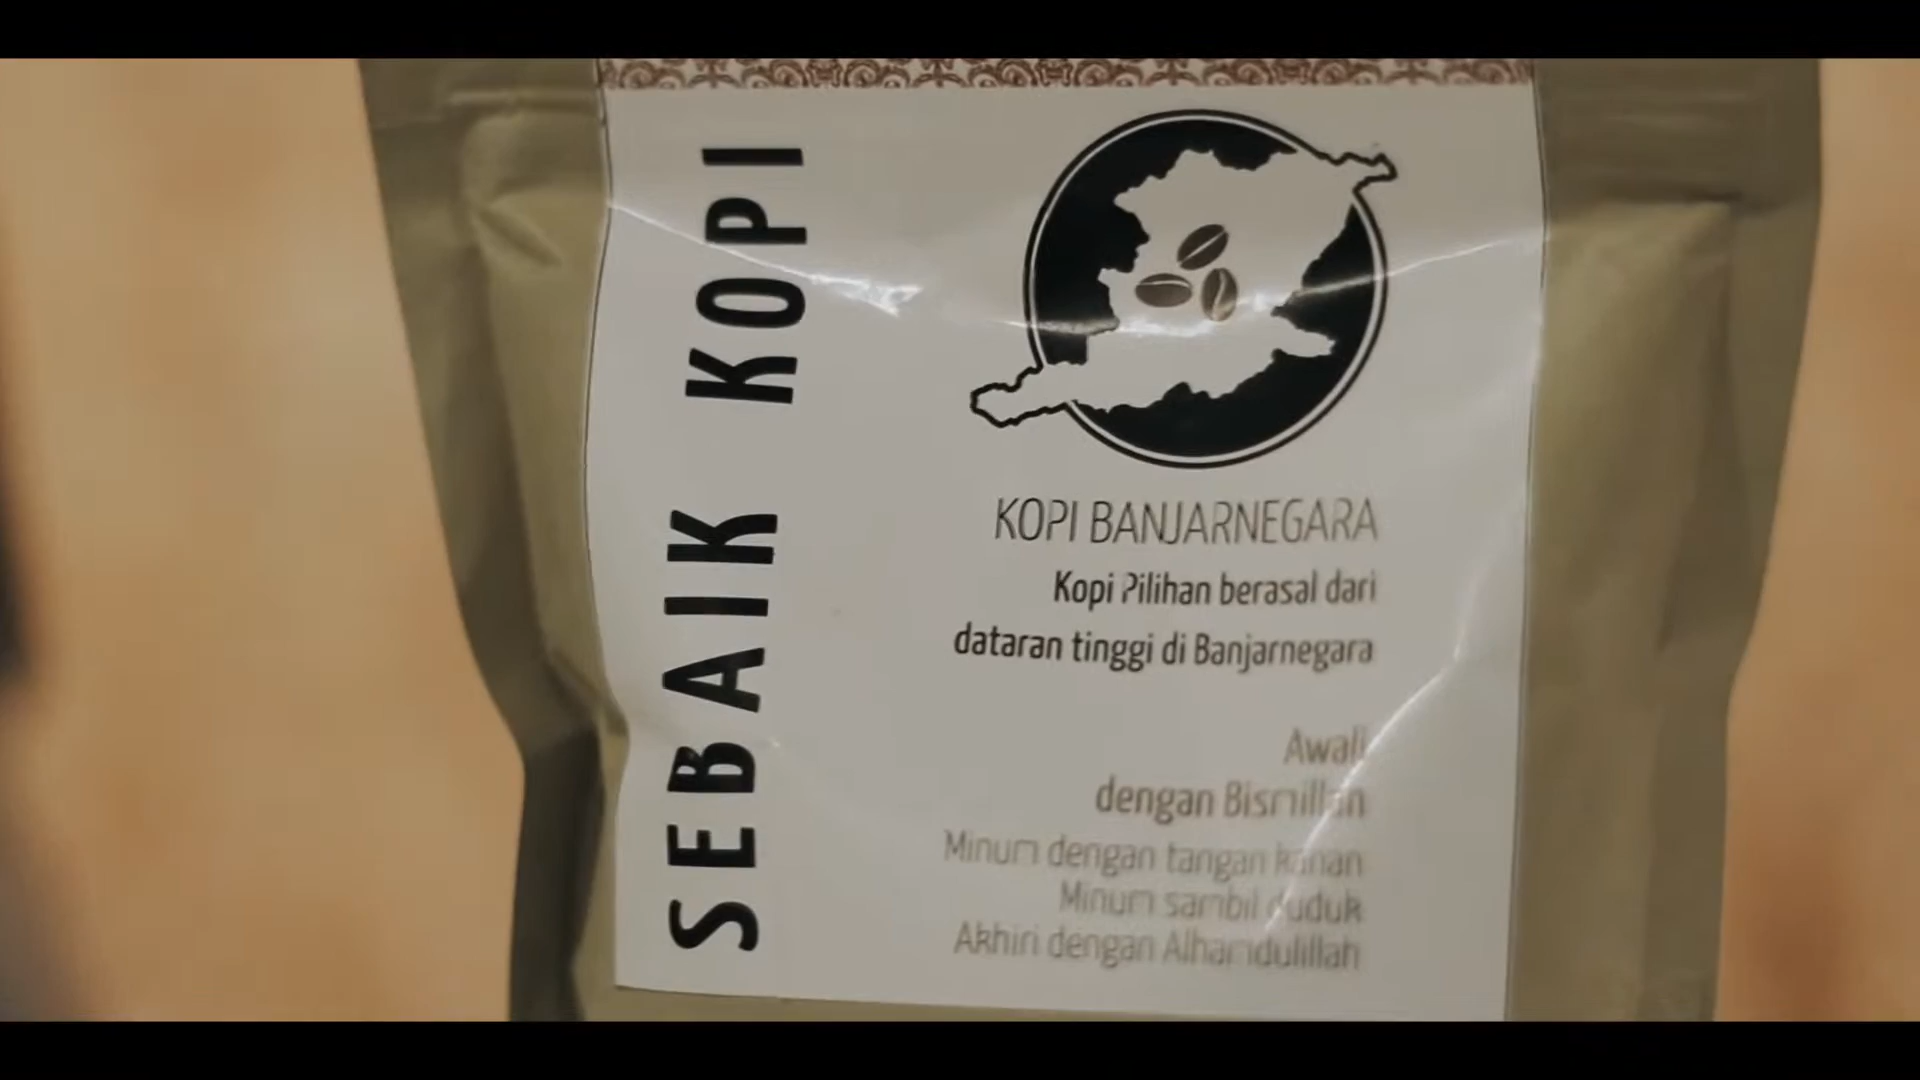 SEBAIK KOPI
KOPI BANJARNEGARA
Kopi Pilihan berasal dari
dataran tinggi di Banjarnegara
Awali
dengan Bismillah
Minum dengan tangan kanan
Minum sambil duduk
Akhiri dengan Alhamdulillah